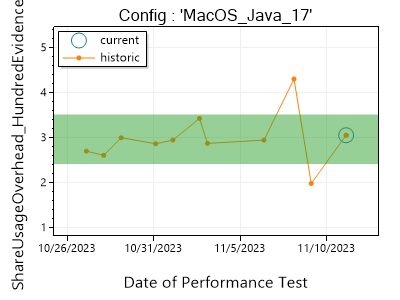 Config : 'MacOS_Java_17'
ShareUsageOverhead_HundredEvidence
5
4
3
2
1
current
historic
10/26/2023
10/31/2023
11/5/2023
11/10/2023
Date of Performance Test